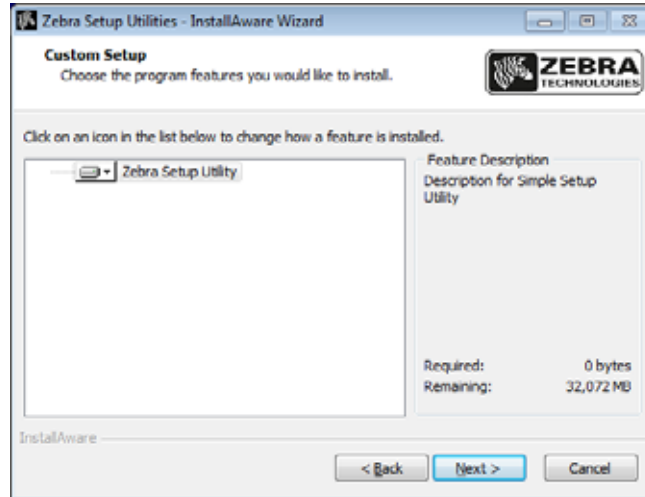 Zebra Setup Utilities - InstallAware Wizard
Custom Setup
Choose the program features you would like to install.
ZEBRA
TECHNOLOGIES
Click on an icon in the list below to change how a feature is installed.
Zebra Setup Utility
Feature Description
Description for Simple Setup
Utility
Required: 0 bytes
Remaining: 32,072 MB
InstallAware
< Back Next > Cancel